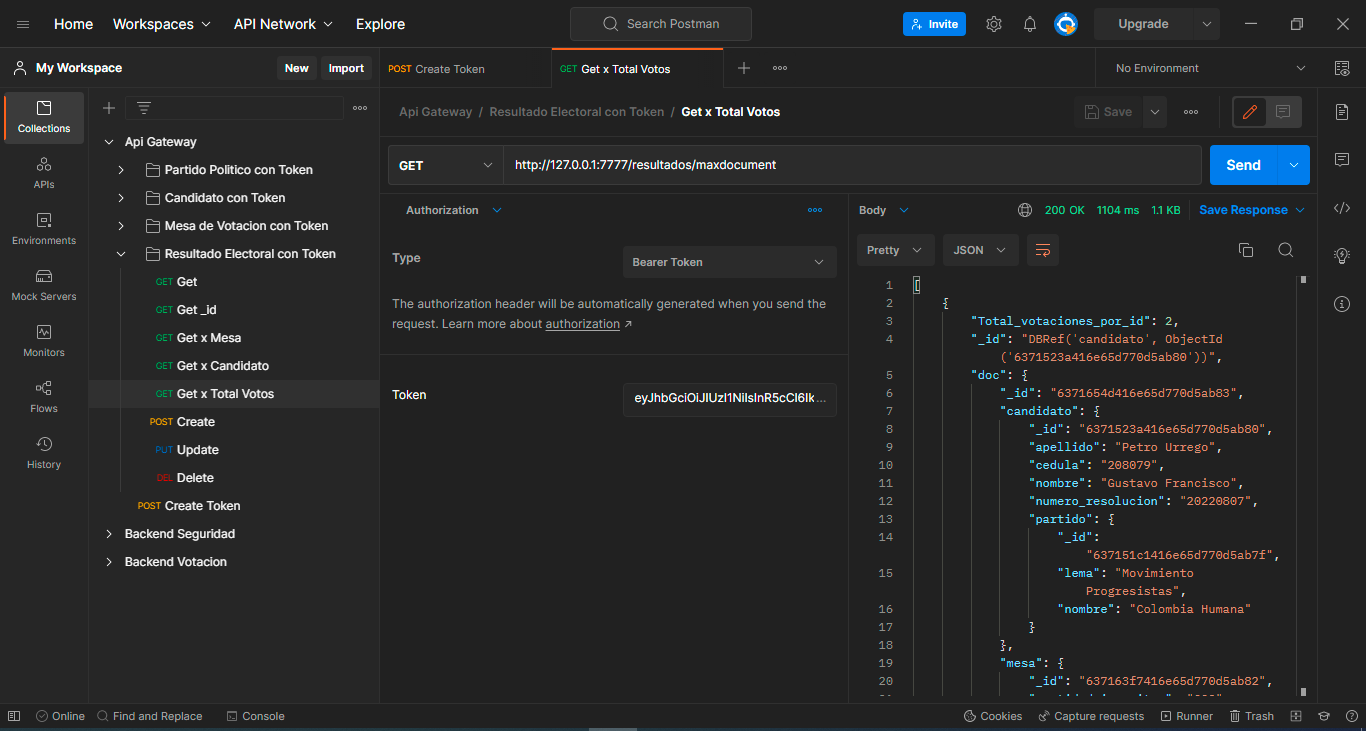 Home Workspaces API Network Explore Search Postman Invite Upgrade
My Workspace New Import POST Create Token GET Get x Total Votos No Environment
Collections
APIs
Environments
Mock Servers
Monitors
Flows
History
Api Gateway
Partido Politico con Token
Candidato con Token
Mesa de Votacion con Token
Resultado Electoral con Token
GET Get
GET Get _id
GET Get x Mesa
GET Get x Candidato
GET Get x Total Votos
POST Create
PUT Update
DEL Delete
POST Create Token
Backend Seguridad
Backend Votacion
Api Gateway / Resultado Electoral con Token / Get x Total Votos Save
GET http://127.0.0.1:7777/resultados/maxdocument Send
Authorization
Type Bearer Token
The authorization header will be automatically generated when you send the
request. Learn more about authorization ↗
Token eyJhbGciOiJIUzI1NiIsInR5cCI6Ik...
Body 200 OK 1104 ms 1.1 KB Save Response
Pretty JSON
1 [
2 {
3 "Total_votaciones_por_id": 2,
4 "_id": "DBRef('candidato', ObjectId
('6371523a416e65d770d5ab80'))",
5 "doc": {
6 "_id": "6371654d416e65d770d5ab83",
7 "candidato": {
8 "_id": "6371523a416e65d770d5ab80",
9 "apellido": "Petro Urrego",
10 "cedula": "208079",
11 "nombre": "Gustavo Francisco",
12 "numero_resolucion": "20220807",
13 "partido": {
14 "_id":
"637151c1416e65d770d5ab7f",
15 "lema": "Movimiento
Progresistas",
16 "nombre": "Colombia Humana"
17 }
18 },
19 "mesa": {
20 "_id": "637163f7416e65d770d5ab82",
Online Find and Replace Console Cookies Capture requests Runner Trash